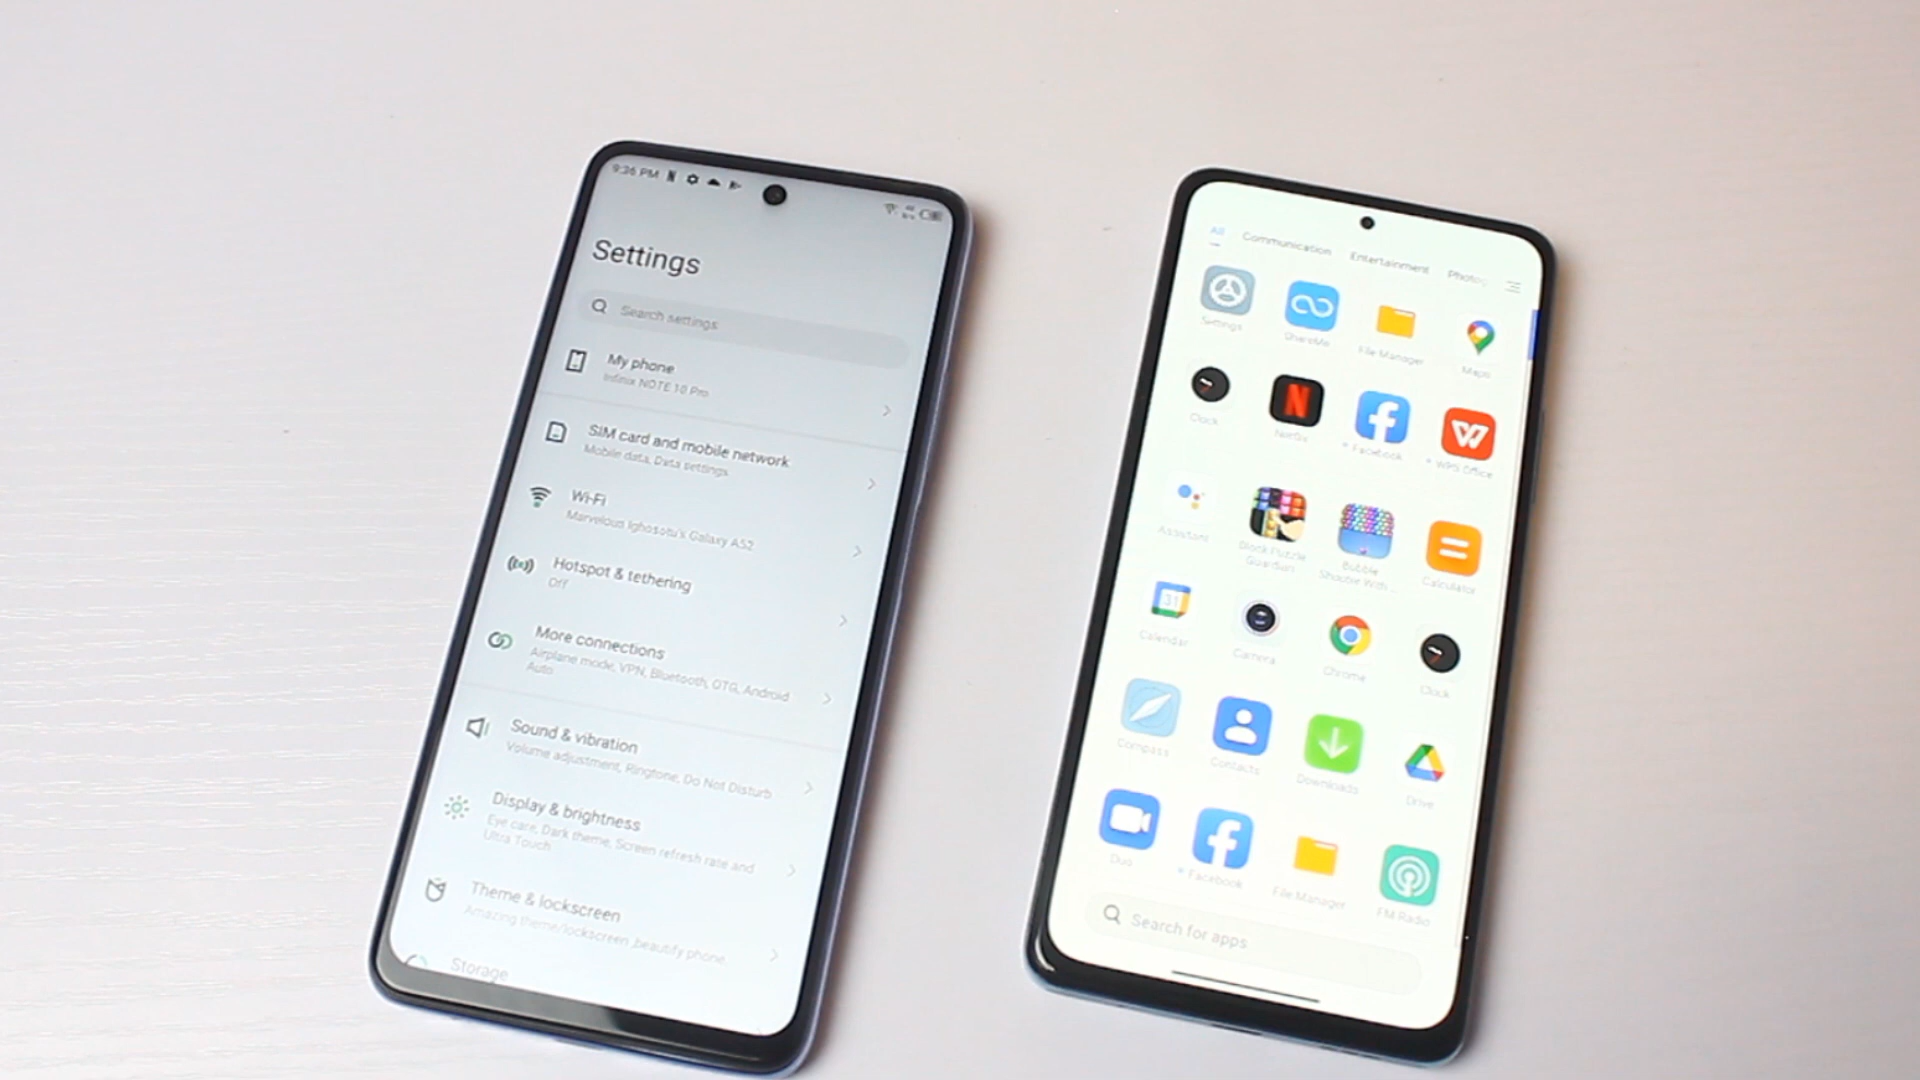 9:36 PM
Settings
Search settings
My phone
Infinix NOTE 10 Pro
SIM card and mobile network
Mobile data, Data settings
Wi-Fi
Marvelous Ighosotu's Galaxy A52
Hotspot & tethering
Off
More connections
Airplane mode, VPN, Bluetooth, OTG, Android
Auto
Sound & vibration
Volume adjustment, Ringtone, Do Not Disturb
Display & brightness
Eye care, Dark theme, Screen refresh rate and
Ultra Touch
Theme & lockscreen
Amazing theme/lockscreen ,beautify phone.
Storage
All Communication Entertainment Photog
Settings ShareMe File Manager Maps
N
Clock Netflix Facebook WPS Office
Assistant Block Puzzle Bubble Calculator
Guardian Shooter With ...
31
Calendar Camera Chrome Clock
Compass Contacts Downloads Drive
Duo Facebook File Manager FM Radio
Search for apps